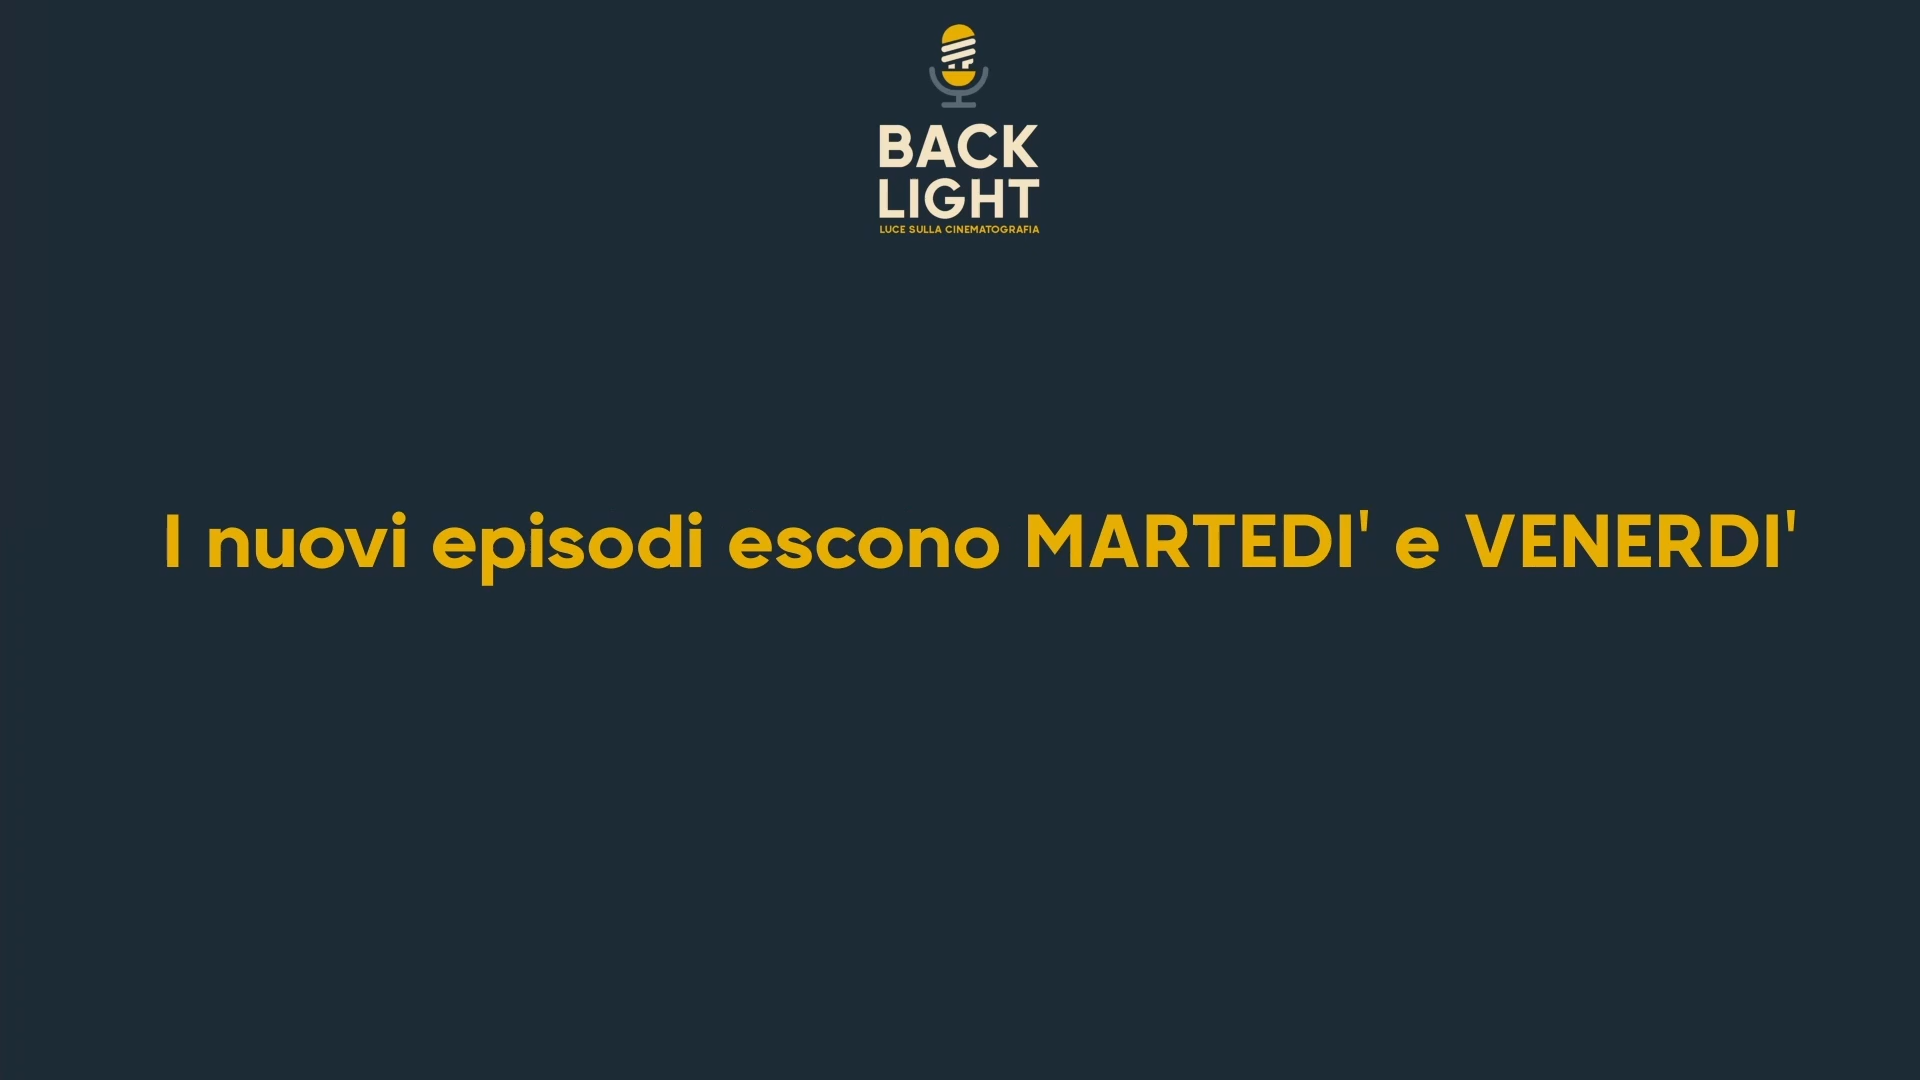 BACK
LIGHT
LUCE SULLA CINEMATOGRAFIA
I nuovi episodi escono MARTEDI' e VENERDI'